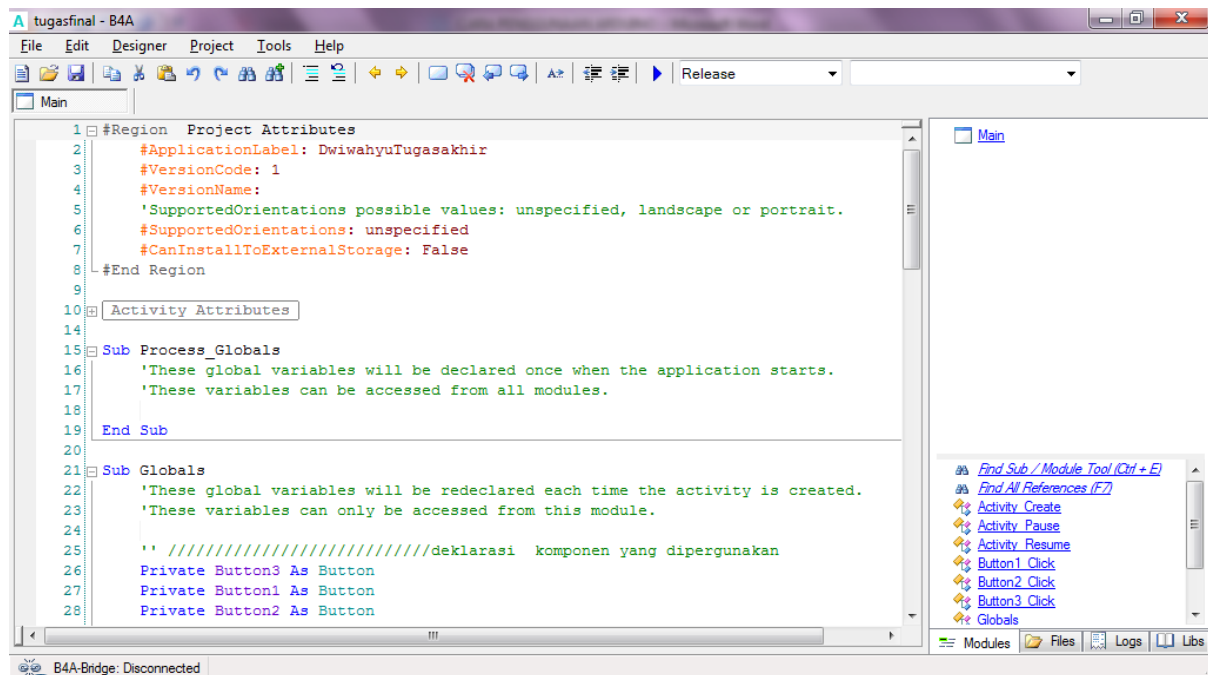 tugasfinal - B4A
File Edit Designer Project Tools Help
Release
Main
1 #Region Project Attributes
2 #ApplicationLabel: DwiwahyuTugasakhir
3 #VersionCode: 1
4 #VersionName:
5 'SupportedOrientations possible values: unspecified, landscape or portrait.
6 #SupportedOrientations: unspecified
7 #CanInstallToExternalStorage: False
8 #End Region
9
10 Activity Attributes
14
15 Sub Process_Globals
16 'These global variables will be declared once when the application starts.
17 'These variables can be accessed from all modules.
18
19 End Sub
20
21 Sub Globals
22 'These global variables will be redeclared each time the activity is created.
23 'These variables can only be accessed from this module.
24
25 '' ////////////////////////////deklarasi komponen yang dipergunakan
26 Private Button3 As Button
27 Private Button1 As Button
28 Private Button2 As Button
Main
Find Sub / Module Tool (Ctrl + E)
Find All References (F7)
Activity_Create
Activity_Pause
Activity_Resume
Button1_Click
Button2_Click
Button3_Click
Globals
Modules Files Logs Libs
B4A-Bridge: Disconnected